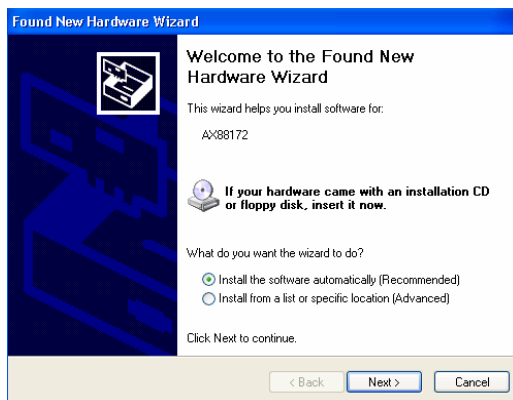 Found New Hardware Wizard
Welcome to the Found New
Hardware Wizard
This wizard helps you install software for:
AX88172
If your hardware came with an installation CD
or floppy disk, insert it now.
What do you want the wizard to do?
Install the software automatically (Recommended)
Install from a list or specific location (Advanced)
Click Next to continue.
< Back Next > Cancel